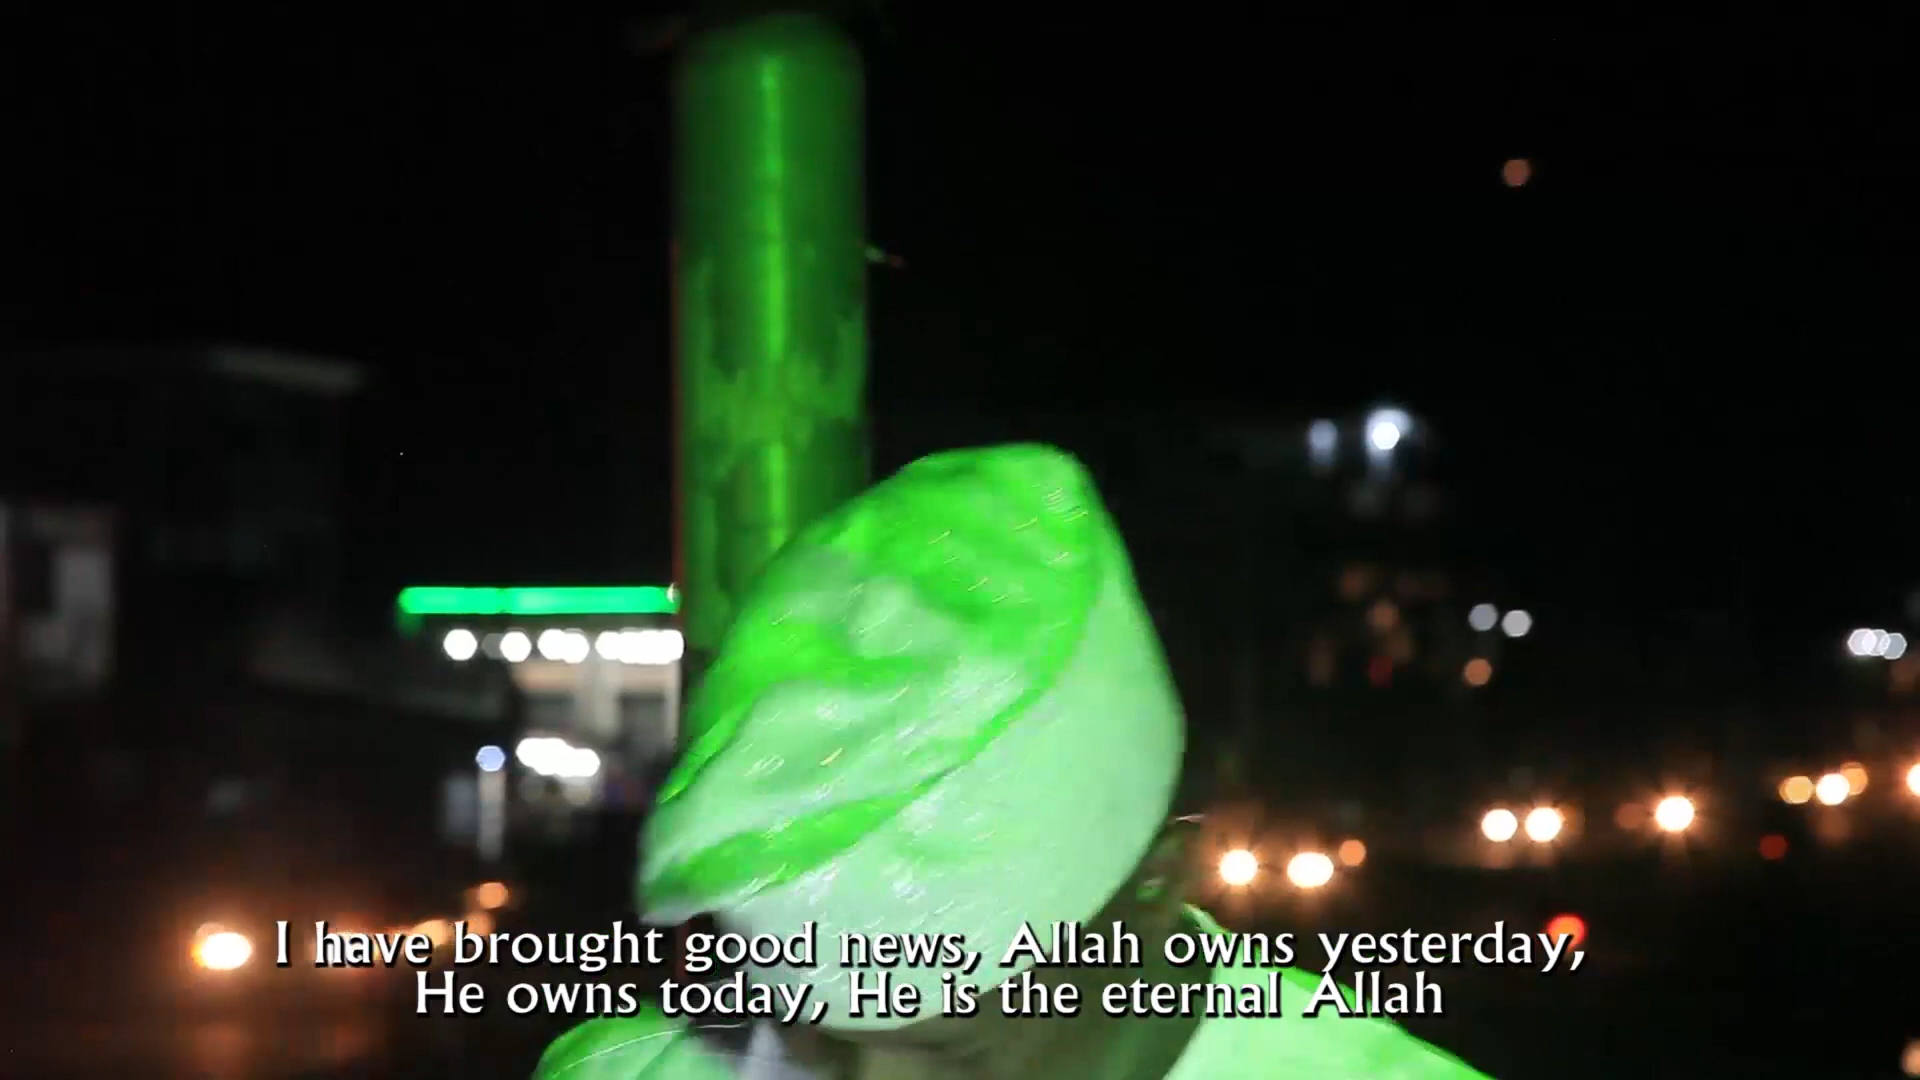 I have brought good news, Allah owns yesterday,
He owns today, He is the eternal Allah